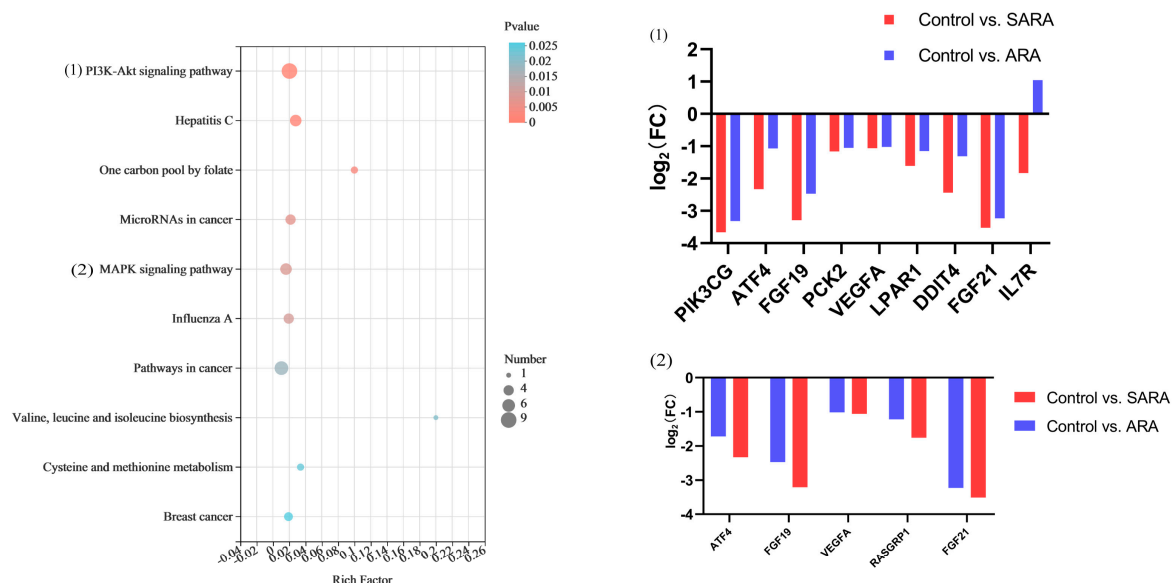 Pvalue
0.025
0.02
0.015
0.01
0.005
0
(1) PI3K-Akt signaling pathway
Hepatitis C
One carbon pool by folate
MicroRNAs in cancer
(2) MAPK signaling pathway
Influenza A
Pathways in cancer
Valine, leucine and isoleucine biosynthesis
Cysteine and methionine metabolism
Breast cancer
Number
1
4
6
9
-0.04
-0.02
0
0.02
0.04
0.06
0.08
0.1
0.12
0.14
0.16
0.18
0.2
0.22
0.24
0.26
Rich Factor
Control vs. SARA
Control vs. ARA
(1)
log2(FC)
2
1
0
-1
-2
-3
-4
PIK3CG
ATF4
FGF19
PCK2
VEGFA
LPAR1
DDIT4
FGF21
IL7R
(2)
log2(FC)
0
-1
-2
-3
-4
ATF4
FGF19
VEGFA
RASGRP1
FGF21
Control vs. SARA
Control vs. ARA